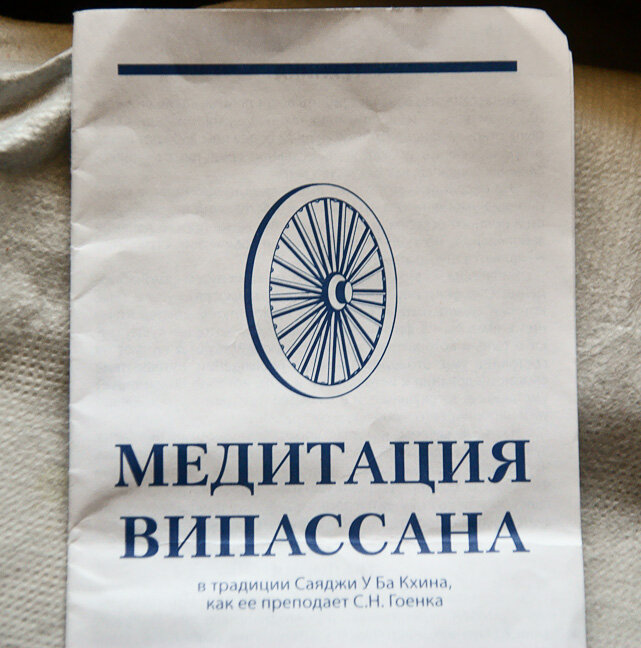 МЕДИТАЦИЯ
ВИПАССАНА
в традиции Саяджи У Ба Кхина,
как ее преподает С.Н. Гоенка